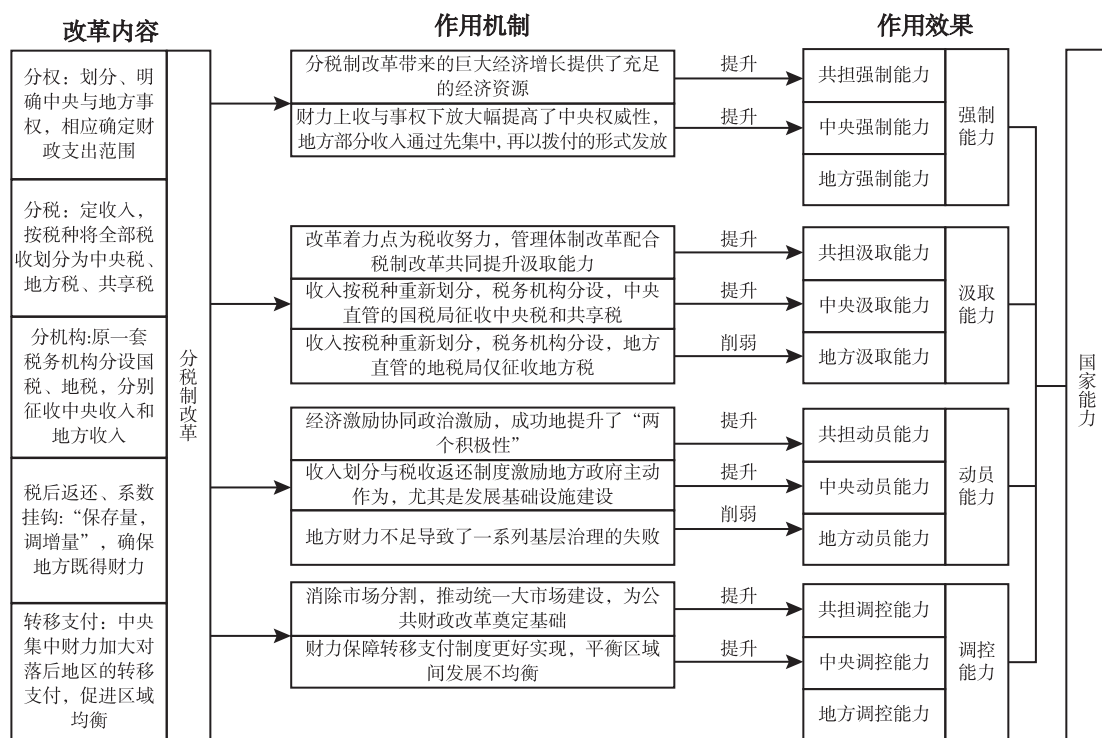 改革内容
作用机制
作用效果
分权：划分、明
确中央与地方事
权，相应确定财
政支出范围
分税：定收入，
按税种将全部税
收划分为中央税、
地方税、共享税
分机构:原一套
税务机构分设国
税、地税，分别
征收中央收入和
地方收入
税后返还、系数
挂钩:“保存量，
调增量”，确保
地方既得财力
转移支付：中央
集中财力加大对
落后地区的转移
支付，促进区域
均衡
分税制改革
分税制改革带来的巨大经济增长提供了充足
的经济资源
提升
共担强制能力
财力上收与事权下放大幅提高了中央权威性，
地方部分收入通过先集中，再以拨付的形式发放
提升
中央强制能力
地方强制能力
强制
能力
改革着力点为税收努力，管理体制改革配合
税制改革共同提升汲取能力
提升
共担汲取能力
收入按税种重新划分，税务机构分设，中央
直管的国税局征收中央税和共享税
提升
中央汲取能力
收入按税种重新划分，税务机构分设，地方
直管的地税局仅征收地方税
削弱
地方汲取能力
汲取
能力
经济激励协同政治激励，成功地提升了“两
个积极性”
提升
共担动员能力
收入划分与税收返还制度激励地方政府主动
作为，尤其是发展基础设施建设
提升
中央动员能力
地方财力不足导致了一系列基层治理的失败
削弱
地方动员能力
动员
能力
消除市场分割，推动统一大市场建设，为公
共财政改革奠定基础
提升
共担调控能力
财力保障转移支付制度更好实现，平衡区域
间发展不均衡
提升
中央调控能力
地方调控能力
调控
能力
国家能力